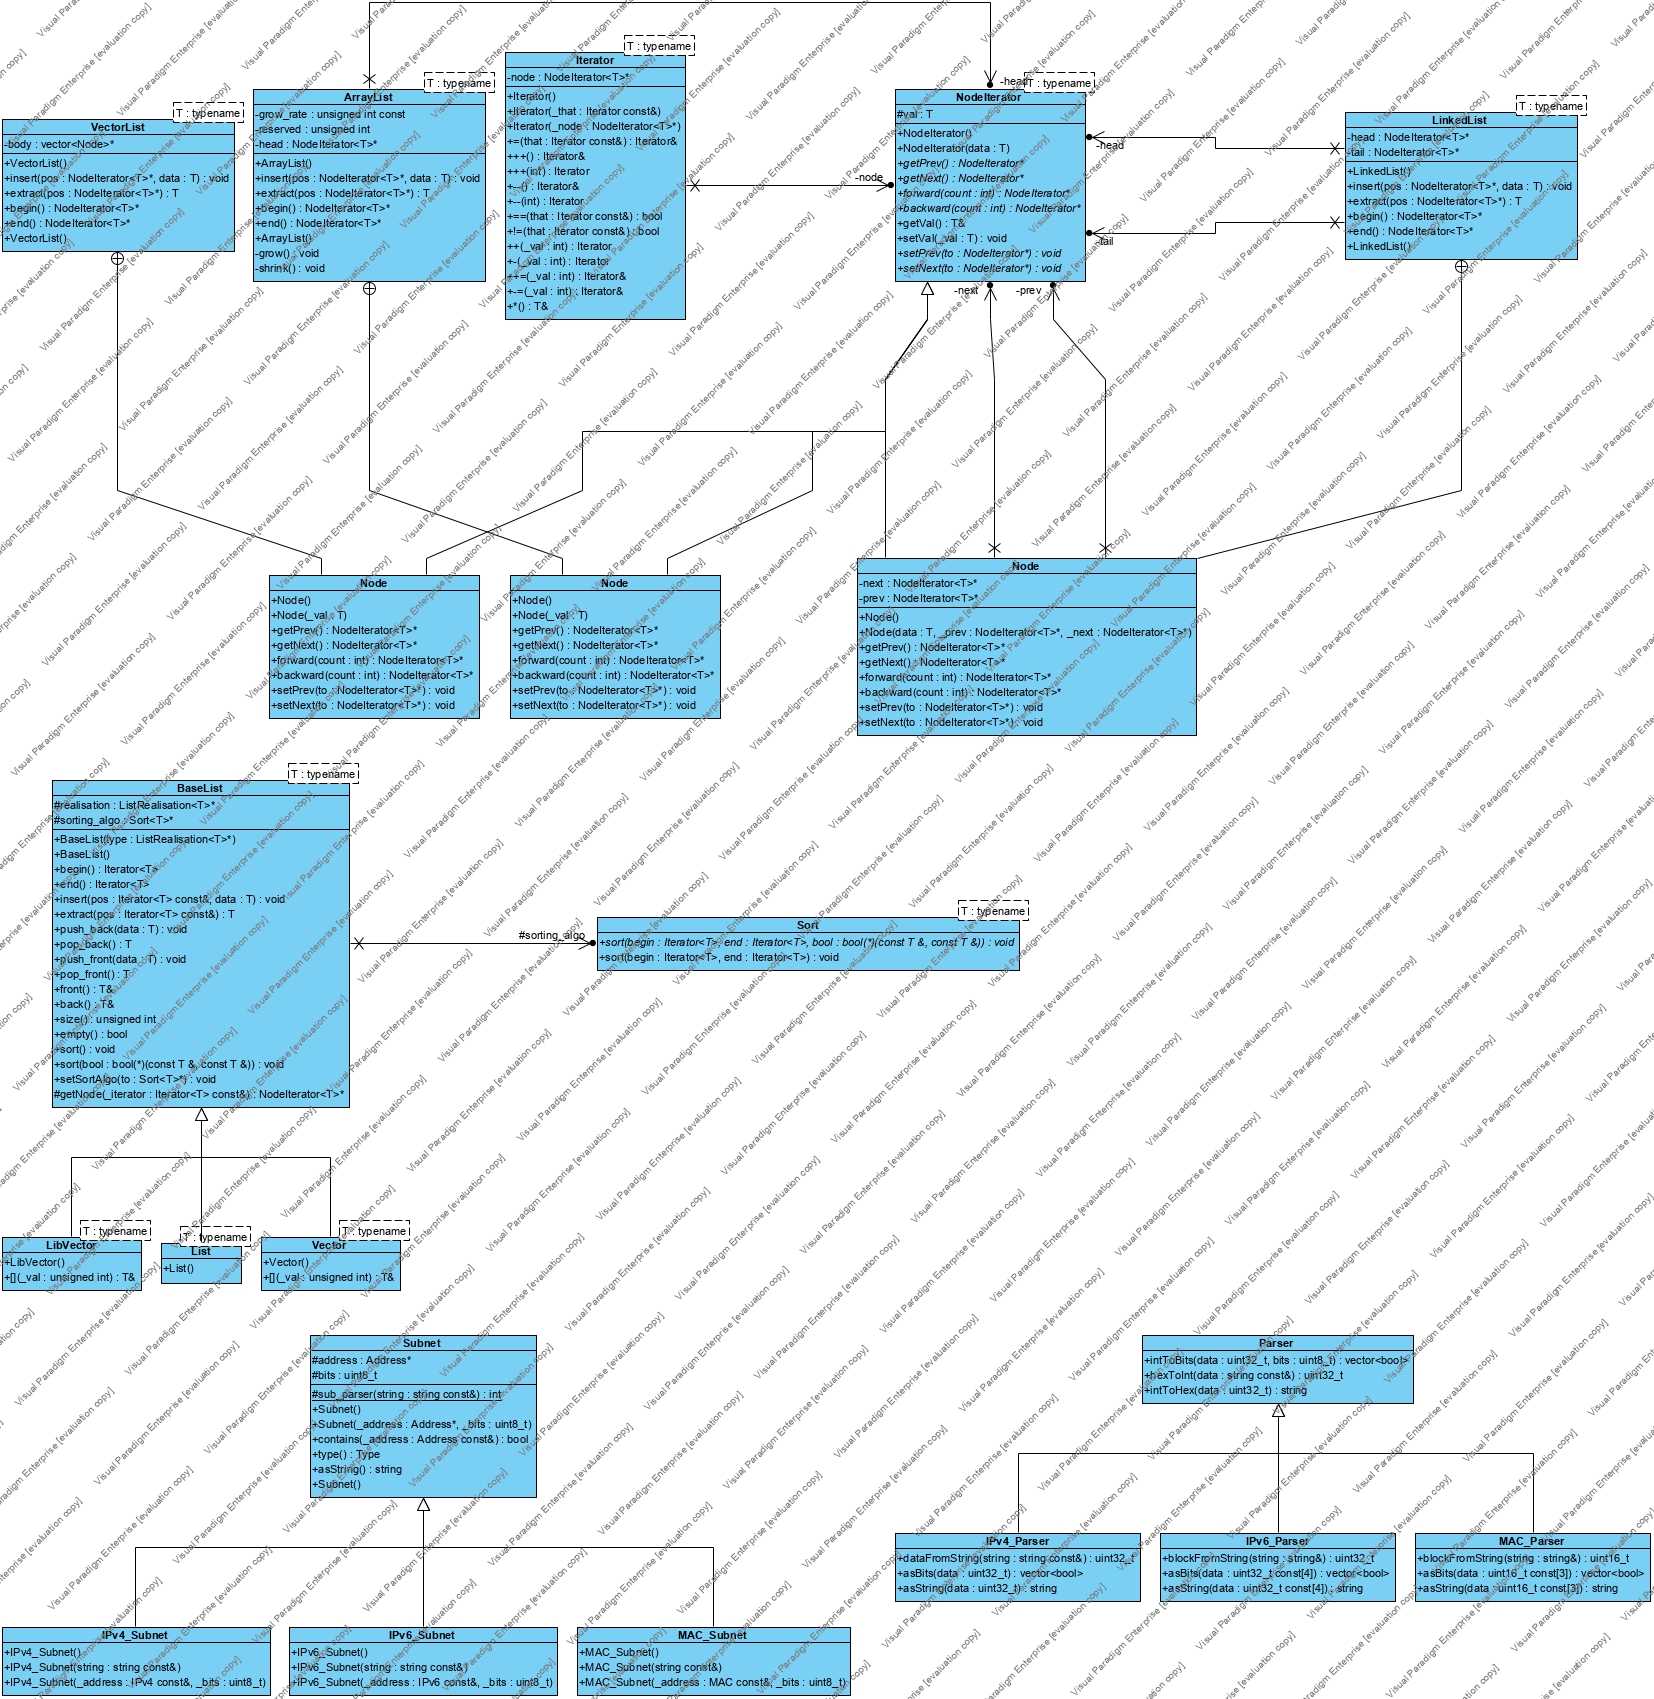 T : typename
VectorList
-body : vector<Node>*
+VectorList()
+insert(pos : NodeIterator<T>*, data : T) : void
+extract(pos : NodeIterator<T>*) : T
+begin() : NodeIterator<T>*
+end() : NodeIterator<T>*
+VectorList()
T : typename
ArrayList
-grow_rate : unsigned int const
-reserved : unsigned int
-head : NodeIterator<T>*
+ArrayList()
+insert(pos : NodeIterator<T>*, data : T) : void
+extract(pos : NodeIterator<T>*) : T
+begin() : NodeIterator<T>*
+end() : NodeIterator<T>*
+ArrayList()
-grow() : void
-shrink() : void
T : typename
Iterator
-node : NodeIterator<T>*
+Iterator()
+Iterator(_that : Iterator const&)
+Iterator(_node : NodeIterator<T>*)
+=(that : Iterator const&) : Iterator&
+++() : Iterator&
+++(int) : Iterator
+--() : Iterator&
+--(int) : Iterator
+==(that : Iterator const&) : bool
+!=(that : Iterator const&) : bool
++(_val : int) : Iterator
+-(_val : int) : Iterator
++=(_val : int) : Iterator&
+-=(_val : int) : Iterator&
+*() : T&
-node
-head
T : typename
NodeIterator
#val : T
+NodeIterator()
+NodeIterator(data : T)
+getPrev() : NodeIterator*
+getNext() : NodeIterator*
+forward(count : int) : NodeIterator*
+backward(count : int) : NodeIterator*
+getVal() : T&
+setVal(_val : T) : void
+setPrev(to : NodeIterator*) : void
+setNext(to : NodeIterator*) : void
-head
-tail
-next
-prev
T : typename
LinkedList
-head : NodeIterator<T>*
-tail : NodeIterator<T>*
+LinkedList()
+insert(pos : NodeIterator<T>*, data : T) : void
+extract(pos : NodeIterator<T>*) : T
+begin() : NodeIterator<T>*
+end() : NodeIterator<T>*
+LinkedList()
Node
+Node()
+Node(_val : T)
+getPrev() : NodeIterator<T>*
+getNext() : NodeIterator<T>*
+forward(count : int) : NodeIterator<T>*
+backward(count : int) : NodeIterator<T>*
+setPrev(to : NodeIterator<T>*) : void
+setNext(to : NodeIterator<T>*) : void
Node
+Node()
+Node(_val : T)
+getPrev() : NodeIterator<T>*
+getNext() : NodeIterator<T>*
+forward(count : int) : NodeIterator<T>*
+backward(count : int) : NodeIterator<T>*
+setPrev(to : NodeIterator<T>*) : void
+setNext(to : NodeIterator<T>*) : void
Node
-next : NodeIterator<T>*
-prev : NodeIterator<T>*
+Node()
+Node(data : T, _prev : NodeIterator<T>*, _next : NodeIterator<T>*)
+getPrev() : NodeIterator<T>*
+getNext() : NodeIterator<T>*
+forward(count : int) : NodeIterator<T>*
+backward(count : int) : NodeIterator<T>*
+setPrev(to : NodeIterator<T>*) : void
+setNext(to : NodeIterator<T>*) : void
T : typename
BaseList
#realisation : ListRealisation<T>*
#sorting_algo : Sort<T>*
+BaseList(type : ListRealisation<T>*)
+BaseList()
+begin() : Iterator<T>
+end() : Iterator<T>
+insert(pos : Iterator<T> const&, data : T) : void
+extract(pos : Iterator<T> const&) : T
+push_back(data : T) : void
+pop_back() : T
+push_front(data : T) : void
+pop_front() : T
+front() : T&
+back() : T&
+size() : unsigned int
+empty() : bool
+sort() : void
+sort(bool : bool(*)(const T &, const T &)) : void
+setSortAlgo(to : Sort<T>*) : void
#getNode(_iterator : Iterator<T> const&) : NodeIterator<T>*
#sorting_algo
T : typename
Sort
+sort(begin : Iterator<T>, end : Iterator<T>, bool : bool(*)(const T &, const T &)) : void
+sort(begin : Iterator<T>, end : Iterator<T>) : void
T : typename
LibVector
+LibVector()
+[](_val : unsigned int) : T&
T : typename
List
+List()
T : typename
Vector
+Vector()
+[](_val : unsigned int) : T&
Subnet
#address : Address*
#bits : uint8_t
#sub_parser(string : string const&) : int
+Subnet()
+Subnet(_address : Address*, _bits : uint8_t)
+contains(_address : Address const&) : bool
+type() : Type
+asString() : string
+Subnet()
Parser
+intToBits(data : uint32_t, bits : uint8_t) : vector<bool>
+hexToInt(data : string const&) : uint32_t
+intToHex(data : uint32_t) : string
IPv4_Parser
+dataFromString(string : string const&) : uint32_t
+asBits(data : uint32_t) : vector<bool>
+asString(data : uint32_t) : string
IPv6_Parser
+blockFromString(string : string&) : uint32_t
+asBits(data : uint32_t const[4]) : vector<bool>
+asString(data : uint32_t const[4]) : string
MAC_Parser
+blockFromString(string : string&) : uint16_t
+asBits(data : uint16_t const[3]) : vector<bool>
+asString(data : uint16_t const[3]) : string
IPv4_Subnet
+IPv4_Subnet()
+IPv4_Subnet(string : string const&)
+IPv4_Subnet(_address : IPv4 const&, _bits : uint8_t)
IPv6_Subnet
+IPv6_Subnet()
+IPv6_Subnet(string : string const&)
+IPv6_Subnet(_address : IPv6 const&, _bits : uint8_t)
MAC_Subnet
+MAC_Subnet()
+MAC_Subnet(string const&)
+MAC_Subnet(_address : MAC const&, _bits : uint8_t)
Visual Paradigm Enterprise [evaluation copy]